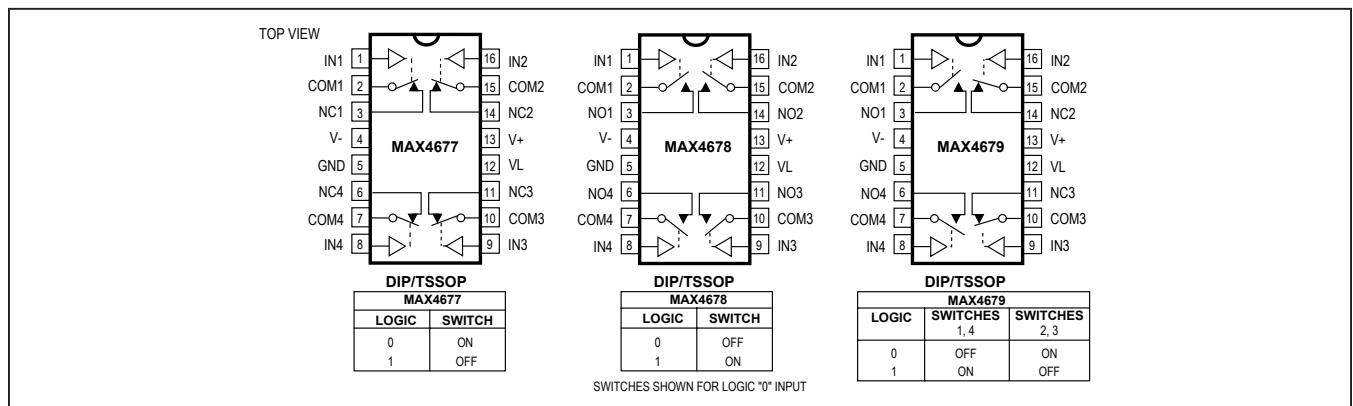 TOP VIEW
IN1 1 16 IN2
COM1 2 15 COM2
NC1 3 14 NC2
V- 4 13 V+
GND 5 12 VL
NC4 6 11 NC3
COM4 7 10 COM3
IN4 8 9 IN3
MAX4677
DIP/TSSOP
MAX4677
LOGIC SWITCH
0 ON
1 OFF
IN1 1 16 IN2
COM1 2 15 COM2
NO1 3 14 NO2
V- 4 13 V+
GND 5 12 VL
NO4 6 11 NO3
COM4 7 10 COM3
IN4 8 9 IN3
MAX4678
DIP/TSSOP
MAX4678
LOGIC SWITCH
0 OFF
1 ON
SWITCHES SHOWN FOR LOGIC "0" INPUT
IN1 1 16 IN2
COM1 2 15 COM2
NO1 3 14 NC2
V- 4 13 V+
GND 5 12 VL
NO4 6 11 NC3
COM4 7 10 COM3
IN4 8 9 IN3
MAX4679
DIP/TSSOP
MAX4679
LOGIC SWITCHES 1, 4 SWITCHES 2, 3
0 OFF ON
1 ON OFF